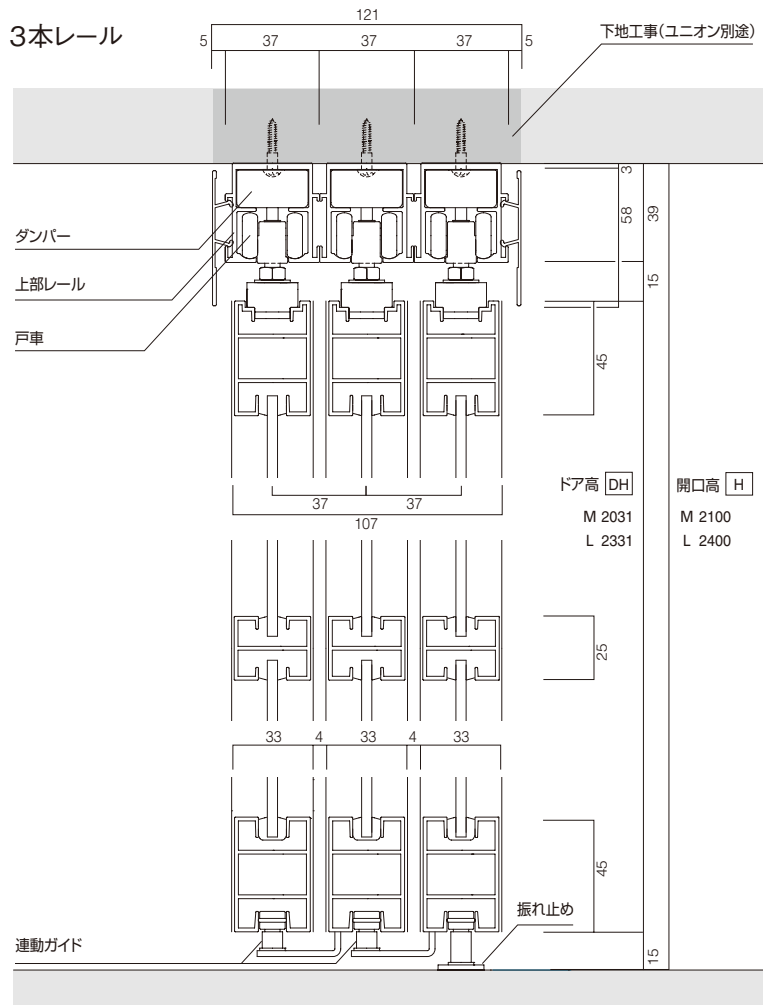 3本レール
121
5 37 37 37 5
下地工事(ユニオン別途)
3
58
39
ダンパー
上部レール
15
戸車
45
ドア高 DH
開口高 H
37 37
M 2031
M 2100
107
L 2331
L 2400
25
33 4 33 4 33
45
振れ止め
連動ガイド
15